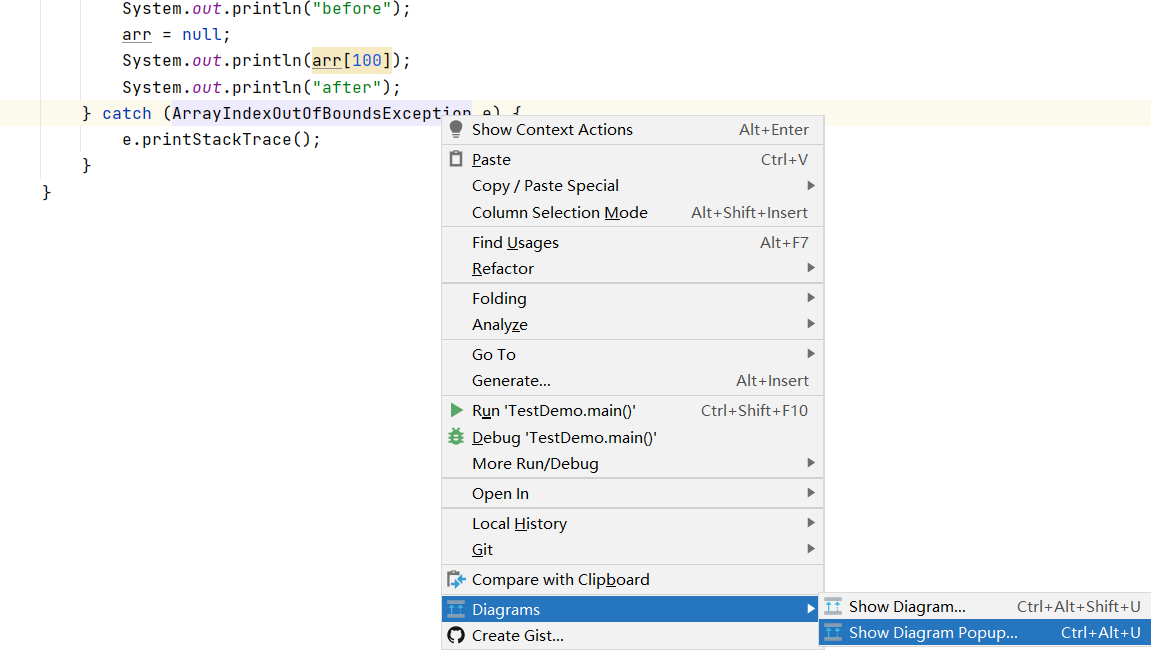 System.out.println("before");
arr = null;
System.out.println(arr[100]);
System.out.println("after");
} catch (ArrayIndexOutOfBoundsException e) {
e.printStackTrace();
}
}
Show Context Actions Alt+Enter
Paste Ctrl+V
Copy / Paste Special
Column Selection Mode Alt+Shift+Insert
Find Usages Alt+F7
Refactor
Folding
Analyze
Go To
Generate... Alt+Insert
Run 'TestDemo.main()' Ctrl+Shift+F10
Debug 'TestDemo.main()'
More Run/Debug
Open In
Local History
Git
Compare with Clipboard
Diagrams
Create Gist...
Show Diagram... Ctrl+Alt+Shift+U
Show Diagram Popup... Ctrl+Alt+U